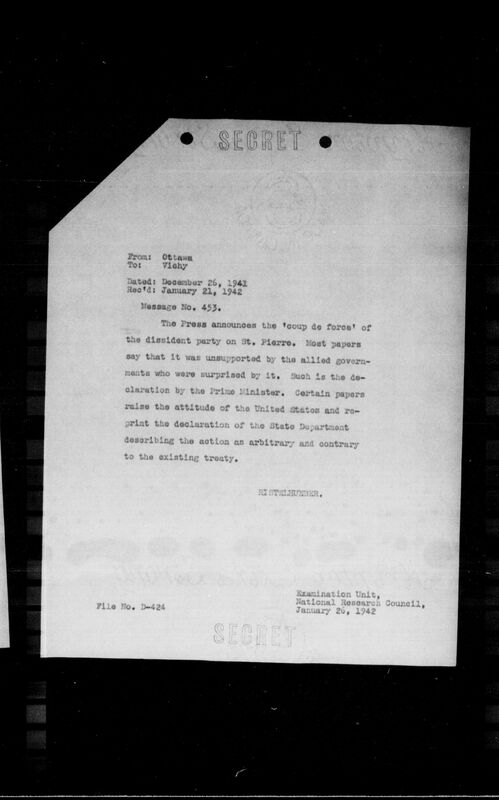 SECRET
From: Ottawa
To: Vichy
Dated: December 26, 1941
Rec'd: January 21, 1942
Message No. 453.
The Press announces the 'coup de force' of
the dissident party on St. Pierre. Most papers
say that it was unsupported by the allied govern-
ments who were surprised by it. Such is the de-
claration by the Prime Minister. Certain papers
raise the attitude of the United States and re-
print the declaration of the State Department
describing the action as arbitrary and contrary
to the existing treaty.
RISTELHUEBER.
File No. D-424
Examination Unit,
National Research Council,
January 26, 1942
SECRET